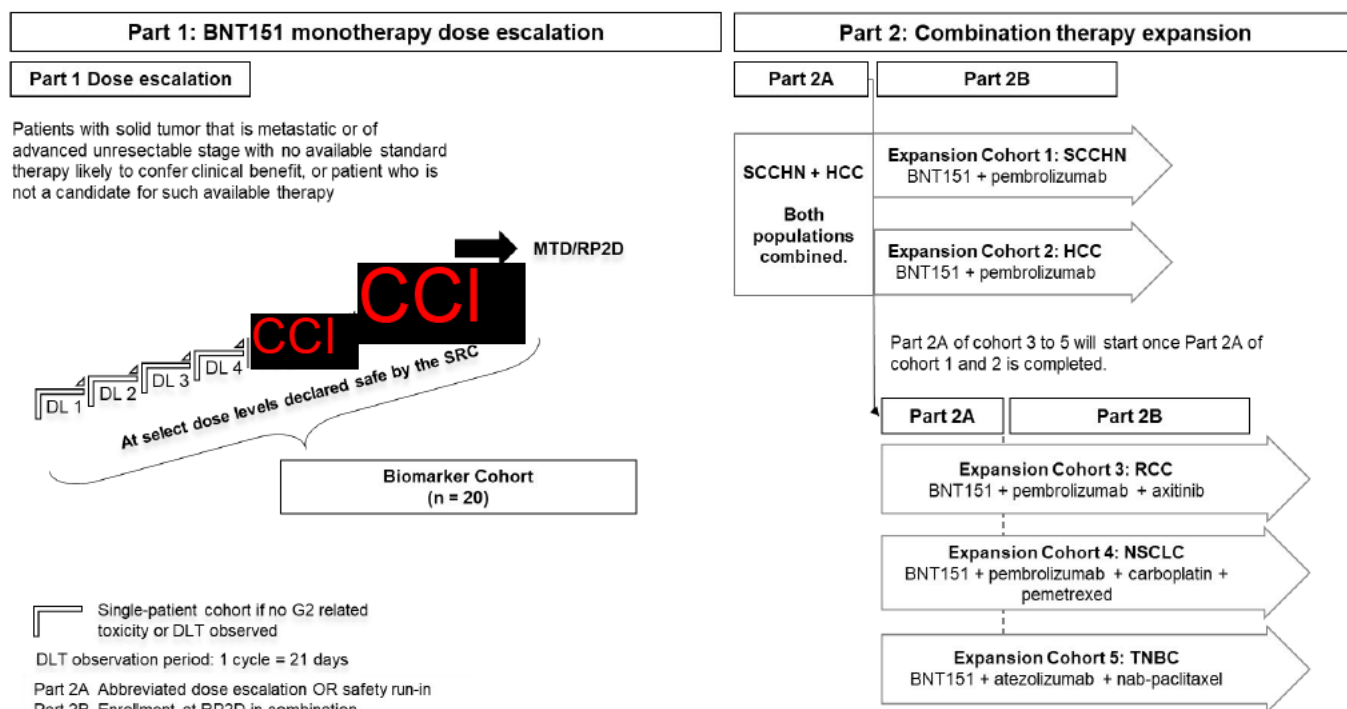 Part 1: BNT151 monotherapy dose escalation
Part 1 Dose escalation
Patients with solid tumor that is metastatic or of
advanced unresectable stage with no available standard
therapy likely to confer clinical benefit, or patient who is
not a candidate for such available therapy
MTD/RP2D
CCI
CCI
DL 4
DL 3
DL 2
DL 1
At select dose levels declared safe by the SRC
Biomarker Cohort
(n = 20)
Single-patient cohort if no G2 related
toxicity or DLT observed
DLT observation period: 1 cycle = 21 days
Part 2A Abbreviated dose escalation OR safety run-in
Part 2B Enrollment at RP2D in combination
Part 2: Combination therapy expansion
Part 2A
Part 2B
SCCHN + HCC
Both
populations
combined.
Expansion Cohort 1: SCCHN
BNT151 + pembrolizumab
Expansion Cohort 2: HCC
BNT151 + pembrolizumab
Part 2A of cohort 3 to 5 will start once Part 2A of
cohort 1 and 2 is completed.
Part 2A
Part 2B
Expansion Cohort 3: RCC
BNT151 + pembrolizumab + axitinib
Expansion Cohort 4: NSCLC
BNT151 + pembrolizumab + carboplatin +
pemetrexed
Expansion Cohort 5: TNBC
BNT151 + atezolizumab + nab-paclitaxel